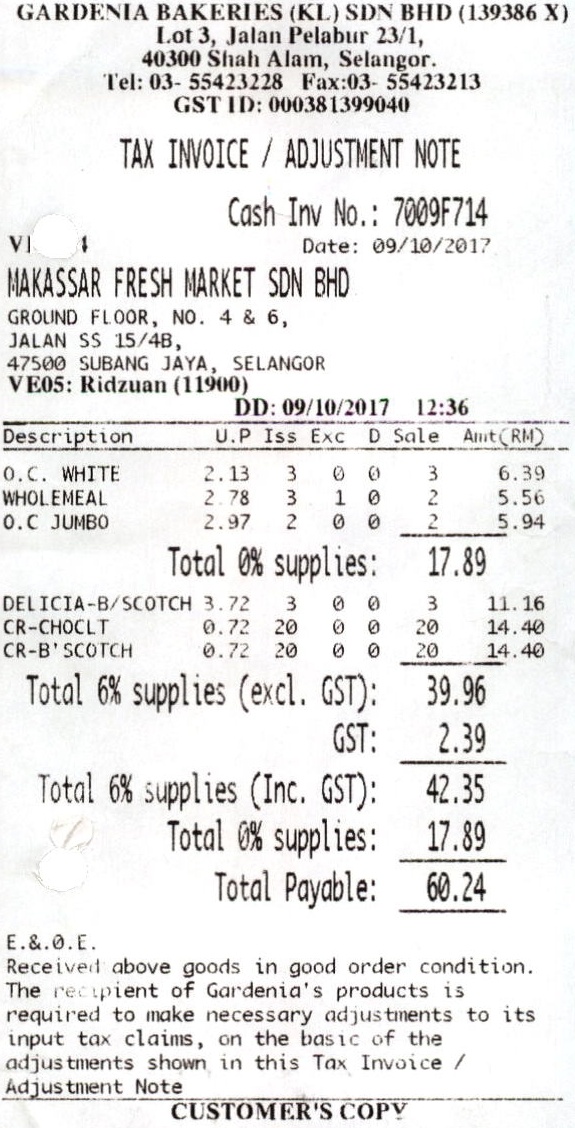 GARDENIA BAKERIES (KL) SDN BHD (139386 X)
Lot 3, Jalan Pelabur 23/1,
40300 Shah Alam, Selangor.
Tel: 03- 55423228 Fax:03- 55423213
GST ID: 000381399040
TAX INVOICE / ADJUSTMENT NOTE
Cash Inv No.: 7009F714
Date: 09/10/2017
MAKASSAR FRESH MARKET SDN BHD
GROUND FLOOR, NO. 4 & 6,
JALAN SS 15/4B,
47500 SUBANG JAYA, SELANGOR
VE05: Ridzuan (11900)
DD: 09/10/2017 12:36
Description U.P Iss Exc D Sale Amt(RM)
O.C. WHITE 2.13 3 0 0 3 6.39
WHOLEMEAL 2.78 3 1 0 2 5.56
O.C JUMBO 2.97 2 0 0 2 5.94
Total 0% supplies: 17.89
DELICIA-B/SCOTCH 3.72 3 0 0 3 11.16
CR-CHOCLT 0.72 20 0 0 20 14.40
CR-B'SCOTCH 0.72 20 0 0 20 14.40
Total 6% supplies (excl. GST): 39.96
GST: 2.39
Total 6% supplies (Inc. GST): 42.35
Total 0% supplies: 17.89
Total Payable: 60.24
E.&.O.E.
Received above goods in good order condition.
The recipient of Gardenia's products is
required to make necessary adjustments to its
input tax claims, on the basic of the
adjustments shown in this Tax Invoice /
Adjustment Note
CUSTOMER'S COPY